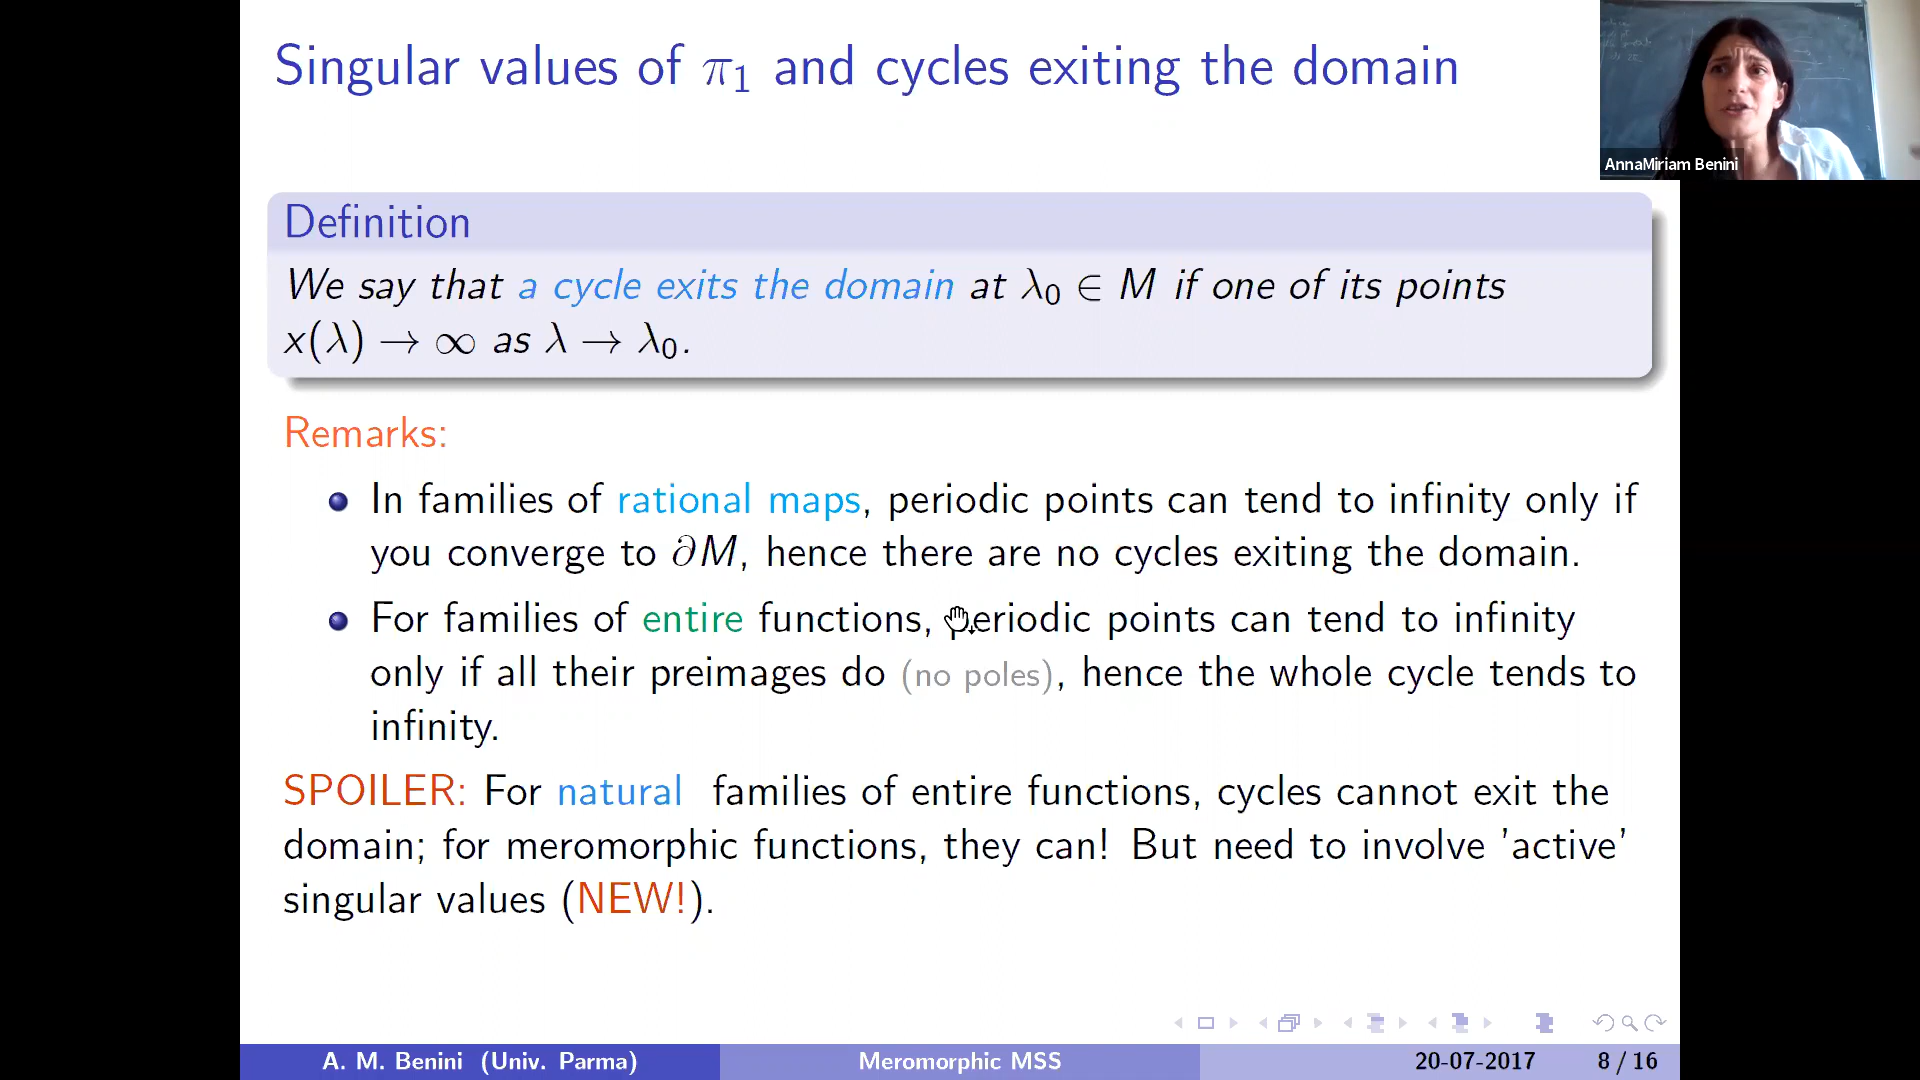 Singular values of π₁ and cycles exiting the domain
AnnaMiriam Benini
Definition
We say that a cycle exits the domain at λ₀ ∈ M if one of its points
x(λ) → ∞ as λ → λ₀.
Remarks:
In families of rational maps, periodic points can tend to infinity only if
you converge to ∂M, hence there are no cycles exiting the domain.
For families of entire functions, periodic points can tend to infinity
only if all their preimages do (no poles), hence the whole cycle tends to
infinity.
SPOILER: For natural families of entire functions, cycles cannot exit the
domain; for meromorphic functions, they can! But need to involve 'active'
singular values (NEW!).
A. M. Benini (Univ. Parma) Meromorphic MSS 20-07-2017 8 / 16